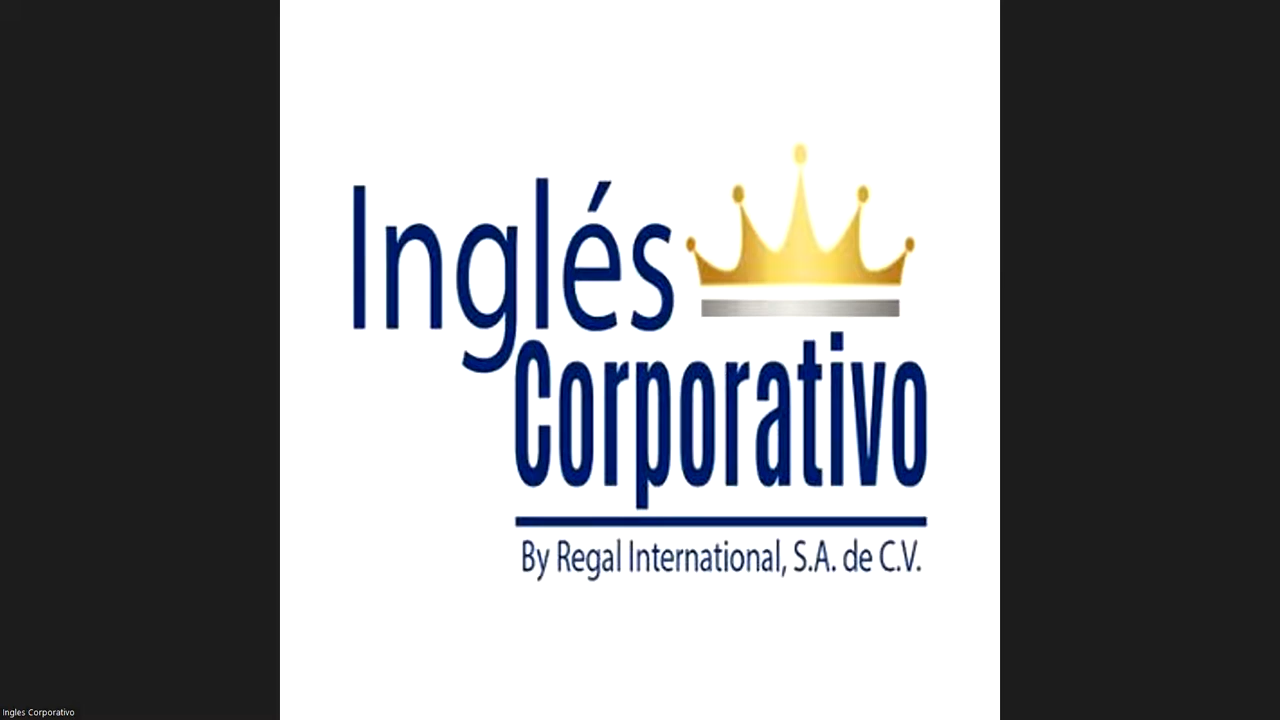 Inglés
Corporativo
By Regal International, S.A. de C.V.
Ingles Corporativo